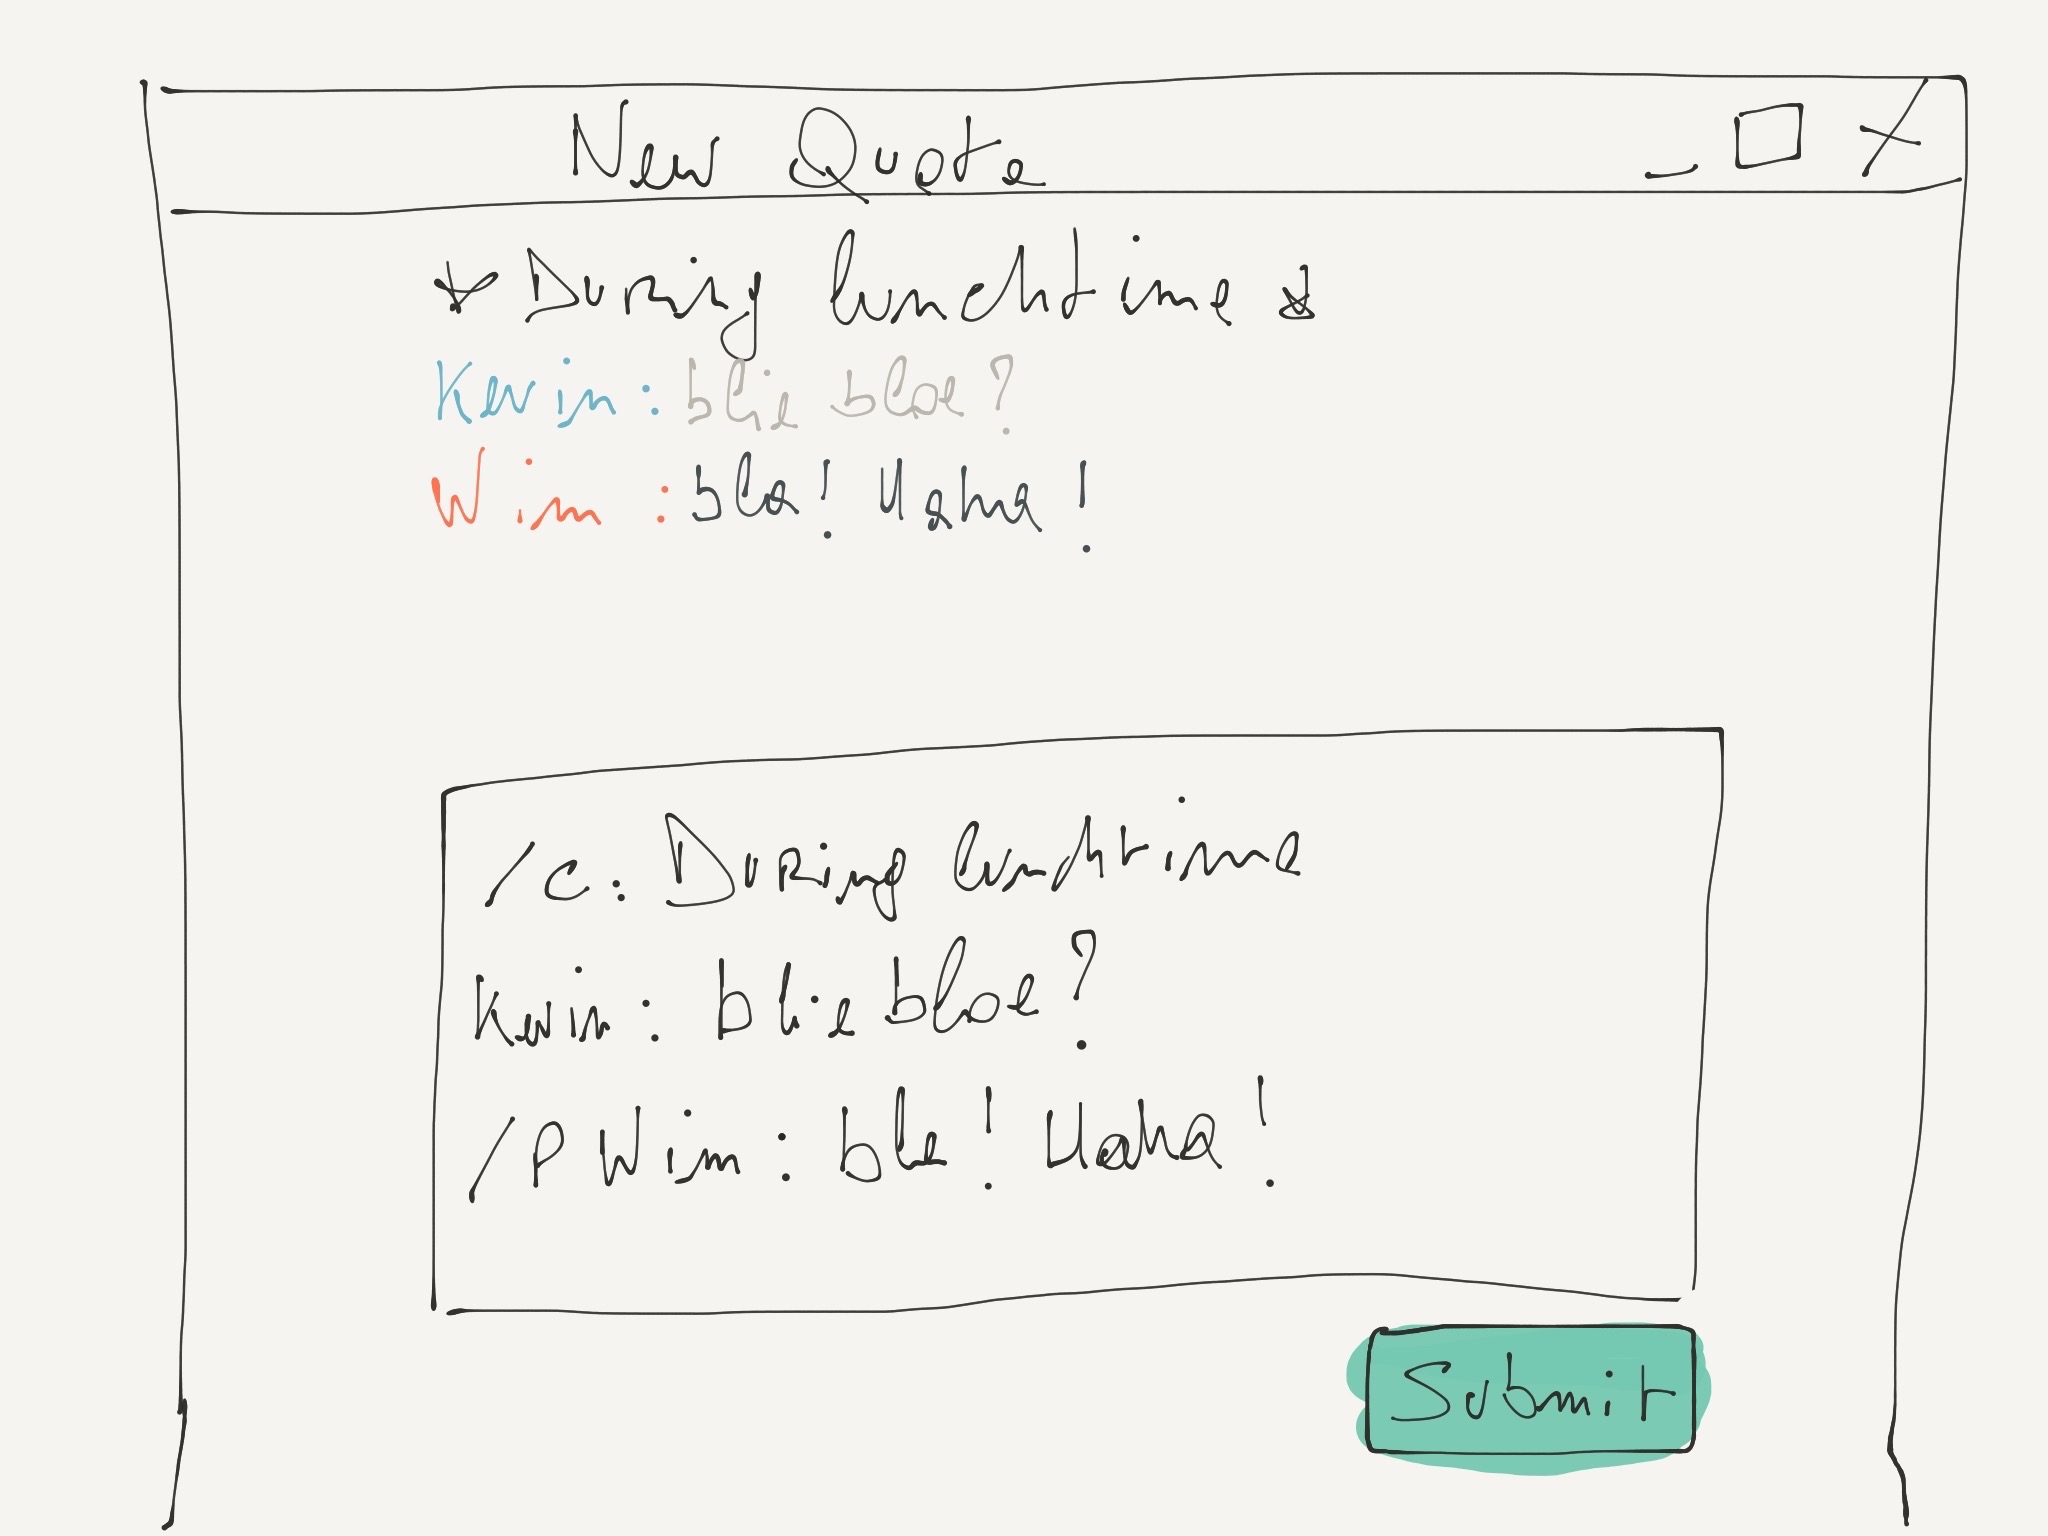 New Quote _ □ X
* During lunchtime *
Kevin: blie bloe?
Wim: bla! Haha!
/c: During lunchtime
Kevin: blie bloe?
/P Wim: bla! Haha!
Submit